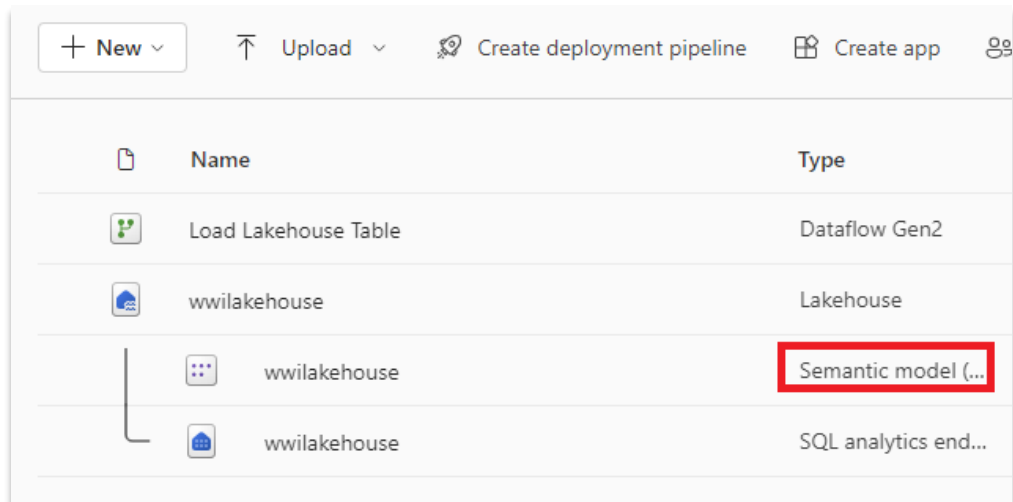 New Upload Create deployment pipeline Create app
Name Type
Load Lakehouse Table Dataflow Gen2
wwilakehouse Lakehouse
wwilakehouse Semantic model (...
wwilakehouse SQL analytics end...